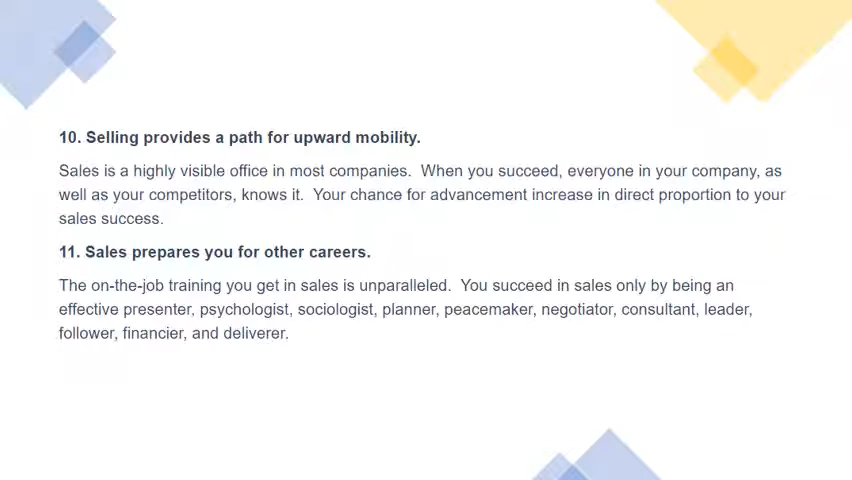 10. Selling provides a path for upward mobility.
Sales is a highly visible office in most companies.  When you succeed, everyone in your company, as
well as your competitors, knows it.  Your chance for advancement increase in direct proportion to your
sales success.
11. Sales prepares you for other careers.
The on-the-job training you get in sales is unparalleled.  You succeed in sales only by being an
effective presenter, psychologist, sociologist, planner, peacemaker, negotiator, consultant, leader,
follower, financier, and deliverer.